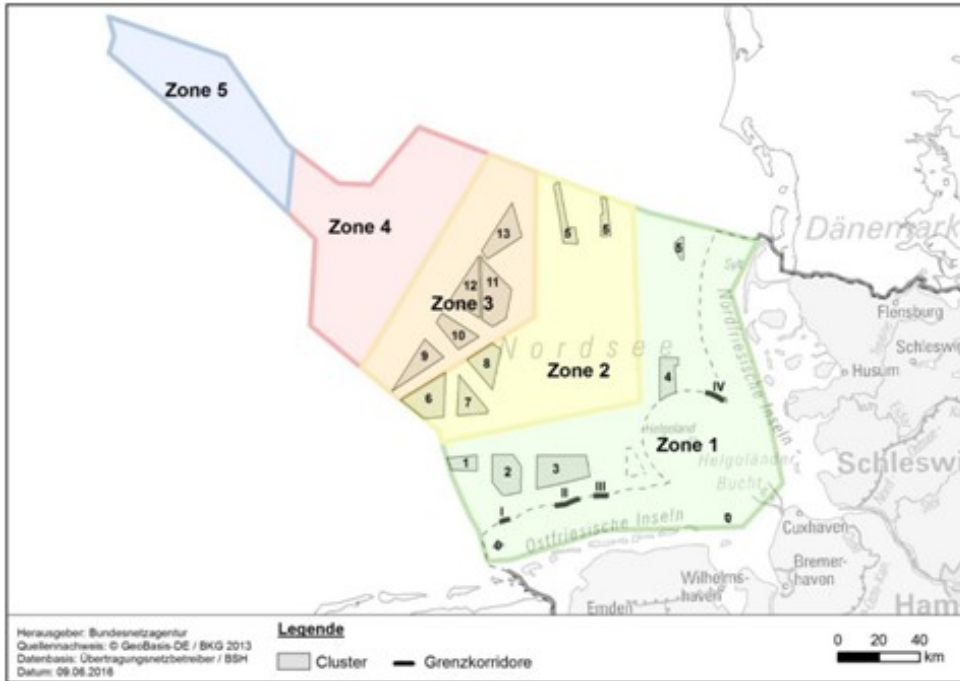 Zone 5
Zone 4
Dänemark
13
5
5
5
12
11
Zone 3
Sylt
Flensburg
10
Nordsee
Schleswig
9
8
Zone 2
4
Husum
6
7
IV
Nordfriesische Inseln
Helgoland
Zone 1
1
2
3
Helgoländer
Bucht
Schleswi
I
II
III
Ostfriesische Inseln
Cuxhaven
Bremer-
haven
Wilhelms-
haven
Emden
Ham
Herausgeber: Bundesnetzagentur
Quellennachweis: © GeoBasis-DE / BKG 2013
Datenbasis: Übertragungsnetzbetreiber / BSH
Datum: 09.06.2016
Legende
Cluster
Grenzkorridore
0 20 40
km